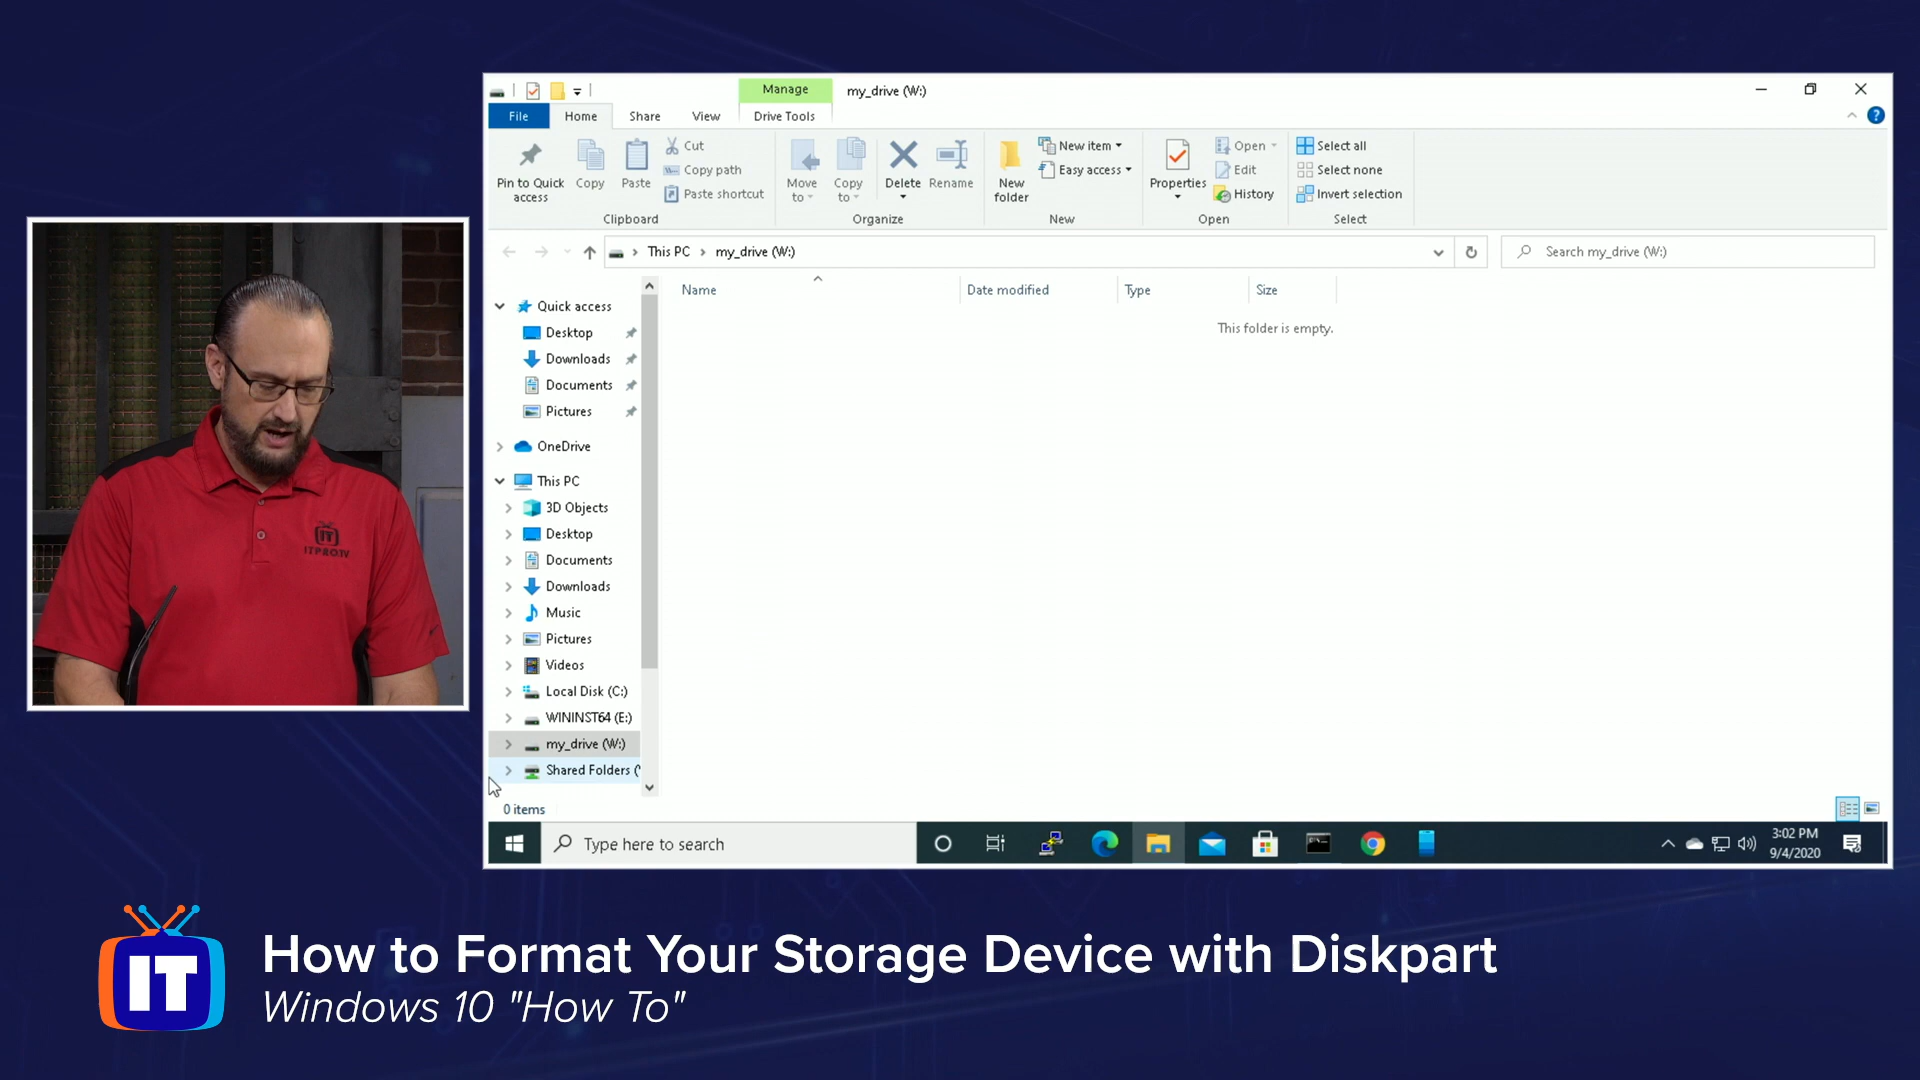 Manage
my_drive (W:)
File
Home
Share
View
Drive Tools
?
Pin to Quick access
Copy
Paste
Cut
Copy path
Paste shortcut
Clipboard
Move to
Copy to
Delete
Rename
Organize
New folder
New item
Easy access
New
Properties
Open
Edit
History
Open
Select all
Select none
Invert selection
Select
This PC
my_drive (W:)
Search my_drive (W:)
Name
Date modified
Type
Size
This folder is empty.
Quick access
Desktop
Downloads
Documents
Pictures
OneDrive
This PC
3D Objects
Desktop
Documents
Downloads
Music
Pictures
Videos
Local Disk (C:)
WININST64 (E:)
my_drive (W:)
Shared Folders (
0 items
Type here to search
3:02 PM
9/4/2020
IT
ITPRO.TV
IT
How to Format Your Storage Device with Diskpart
Windows 10 "How To"